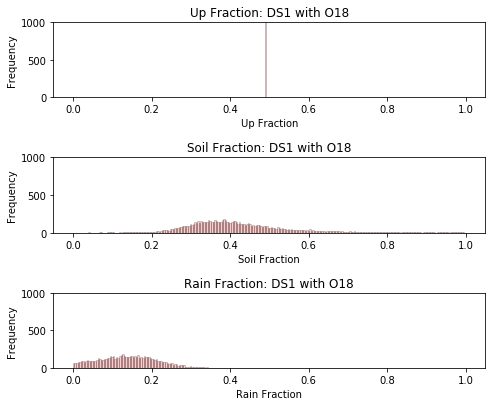 Up Fraction: DS1 with O18
1000
500
0
Frequency
0.0 0.2 0.4 0.6 0.8 1.0
Up Fraction
Soil Fraction: DS1 with O18
1000
500
0
Frequency
0.0 0.2 0.4 0.6 0.8 1.0
Soil Fraction
Rain Fraction: DS1 with O18
1000
500
0
Frequency
0.0 0.2 0.4 0.6 0.8 1.0
Rain Fraction